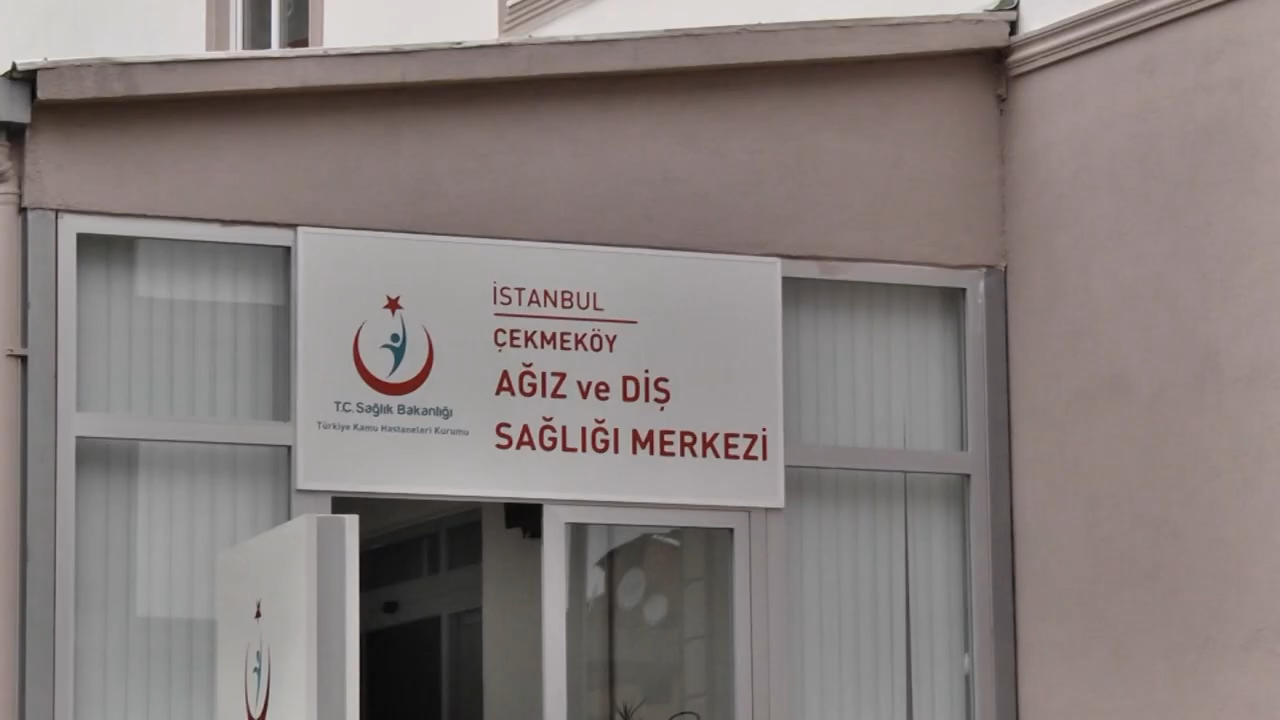 İSTANBUL
ÇEKMEKÖY
AĞIZ ve DİŞ
SAĞLIĞI MERKEZİ
T.C. Sağlık Bakanlığı
Türkiye Kamu Hastaneleri Kurumu